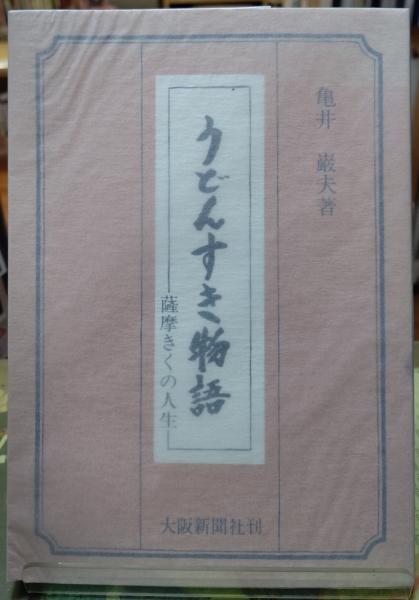 亀井 巌夫著
うどんすき物語
―薩摩きくの人生―
大阪新聞社刊